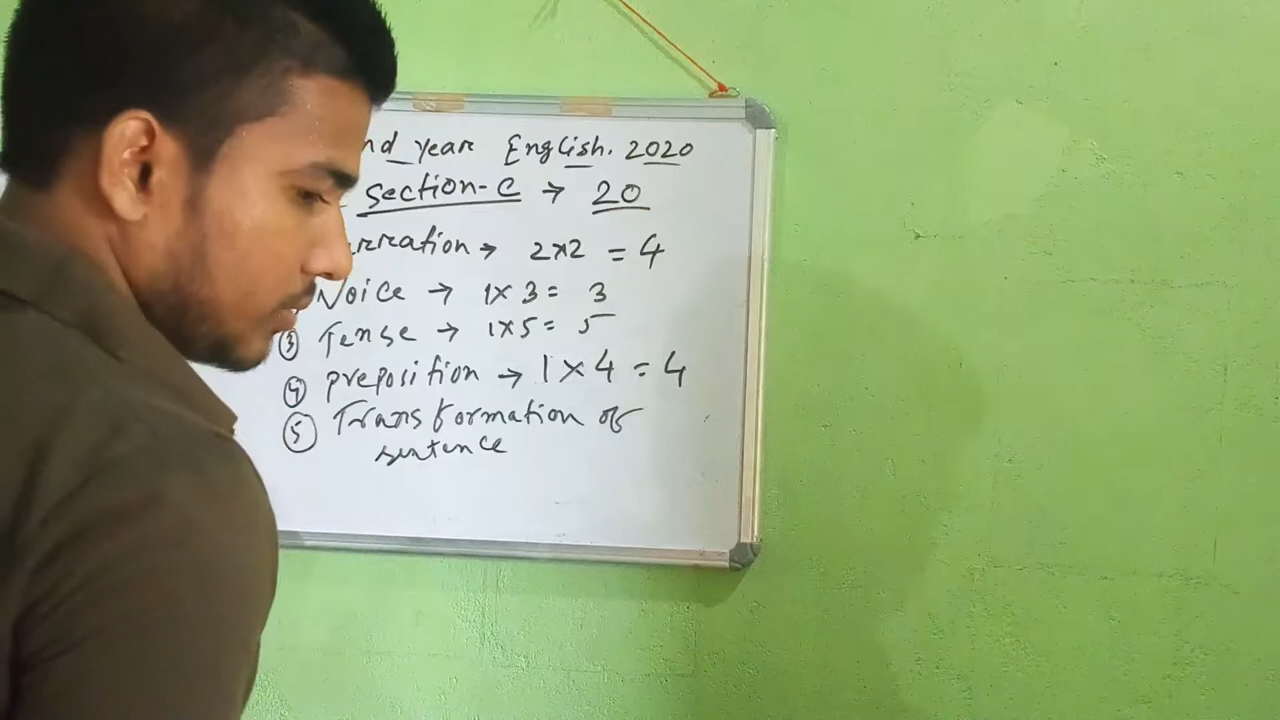 nd year English. 2020
section-C → 20
rration → 2×2 = 4
Voice → 1×3= 3
③ Tense → 1×5= 5
④ preposition → 1×4=4
⑤ Transformation of
sentence